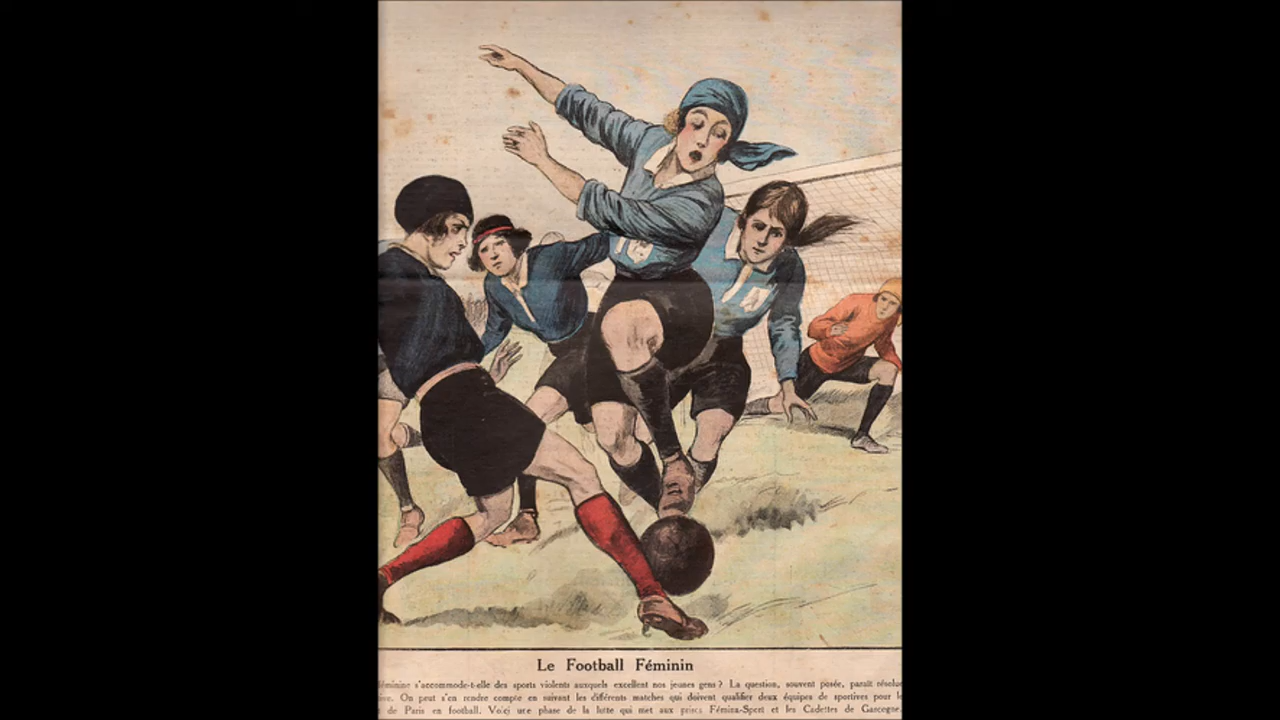 Le Football Féminin
féminine s'accommode-t-elle des sports violents auxquels excellent nos jeunes gens ? La question, souvent posée, paraît résolue
On peut s'en rendre compte en suivant les différents matches qui doivent qualifier deux équipes de sportives pour le
de Paris en football. Voici une phase de la lutte qui met aux prises Fémina-Sport et les Cadettes de Gascogne.